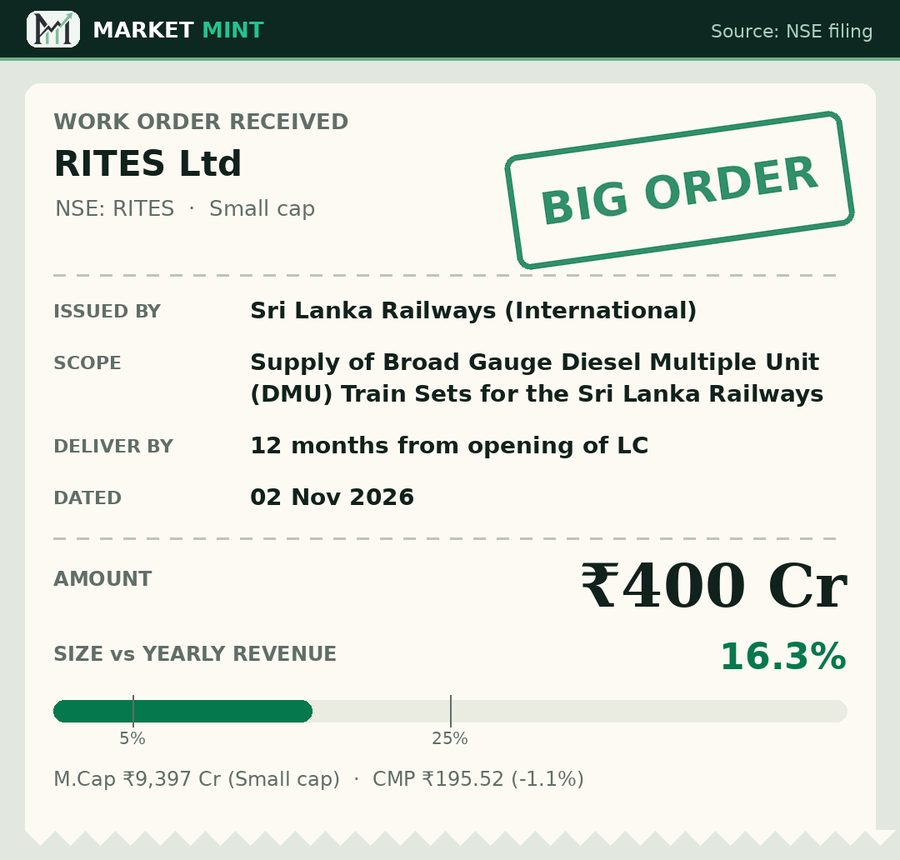 MARKET MINT
Source: NSE filing
WORK ORDER RECEIVED
RITES Ltd
NSE: RITES · Small cap
BIG ORDER
ISSUED BY
Sri Lanka Railways (International)
SCOPE
Supply of Broad Gauge Diesel Multiple Unit
(DMU) Train Sets for the Sri Lanka Railways
DELIVER BY
12 months from opening of LC
DATED
02 Nov 2026
AMOUNT
₹400 Cr
SIZE vs YEARLY REVENUE
16.3%
5%
25%
M.Cap ₹9,397 Cr (Small cap) · CMP ₹195.52 (-1.1%)